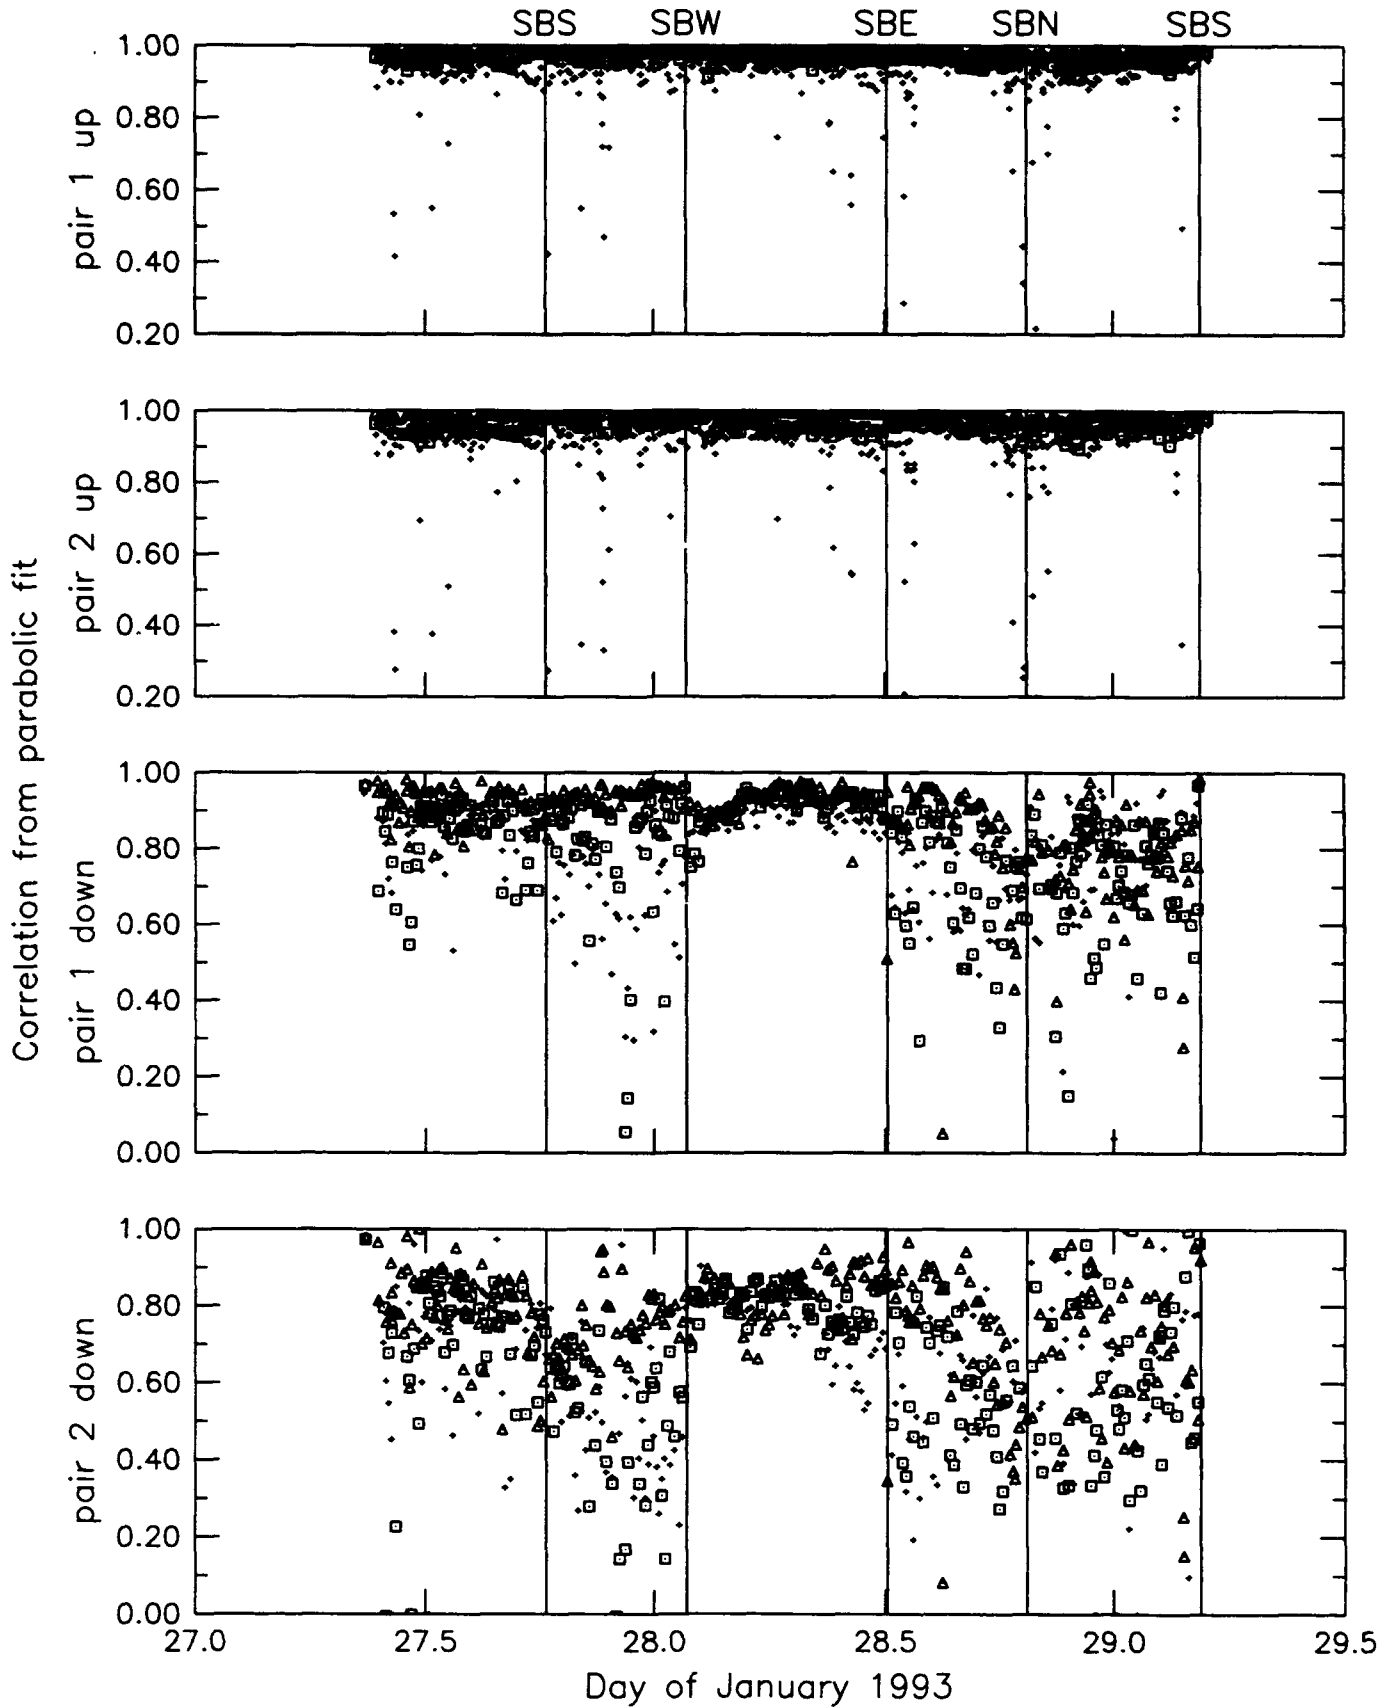 SBS SBW SBE SBN SBS
1.00
0.80
0.60
0.40
0.20
pair 1 up
1.00
0.80
0.60
0.40
0.20
pair 2 up
Correlation from parabolic fit
1.00
0.80
0.60
0.40
0.20
0.00
pair 1 down
1.00
0.80
0.60
0.40
0.20
0.00
pair 2 down
27.0 27.5 28.0 28.5 29.0 29.5
Day of January 1993